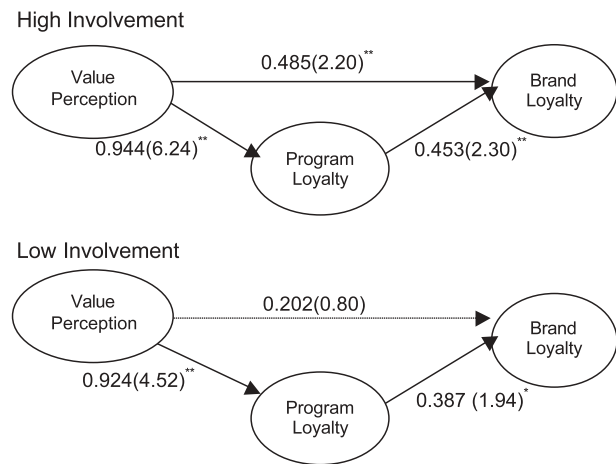 High Involvement
Value
Perception
0.485(2.20)**
Brand
Loyalty
0.944(6.24)**
Program
Loyalty
0.453(2.30)**
Low Involvement
Value
Perception
0.202(0.80)
Brand
Loyalty
0.924(4.52)**
Program
Loyalty
0.387 (1.94)*